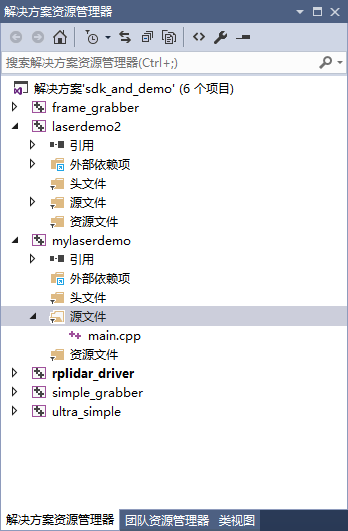 解决方案资源管理器
搜索解决方案资源管理器(Ctrl+;)
解决方案'sdk_and_demo' (6 个项目)
frame_grabber
laserdemo2
引用
外部依赖项
头文件
源文件
资源文件
mylaserdemo
引用
外部依赖项
头文件
源文件
main.cpp
资源文件
rplidar_driver
simple_grabber
ultra_simple
解决方案资源管理器 团队资源管理器 类视图